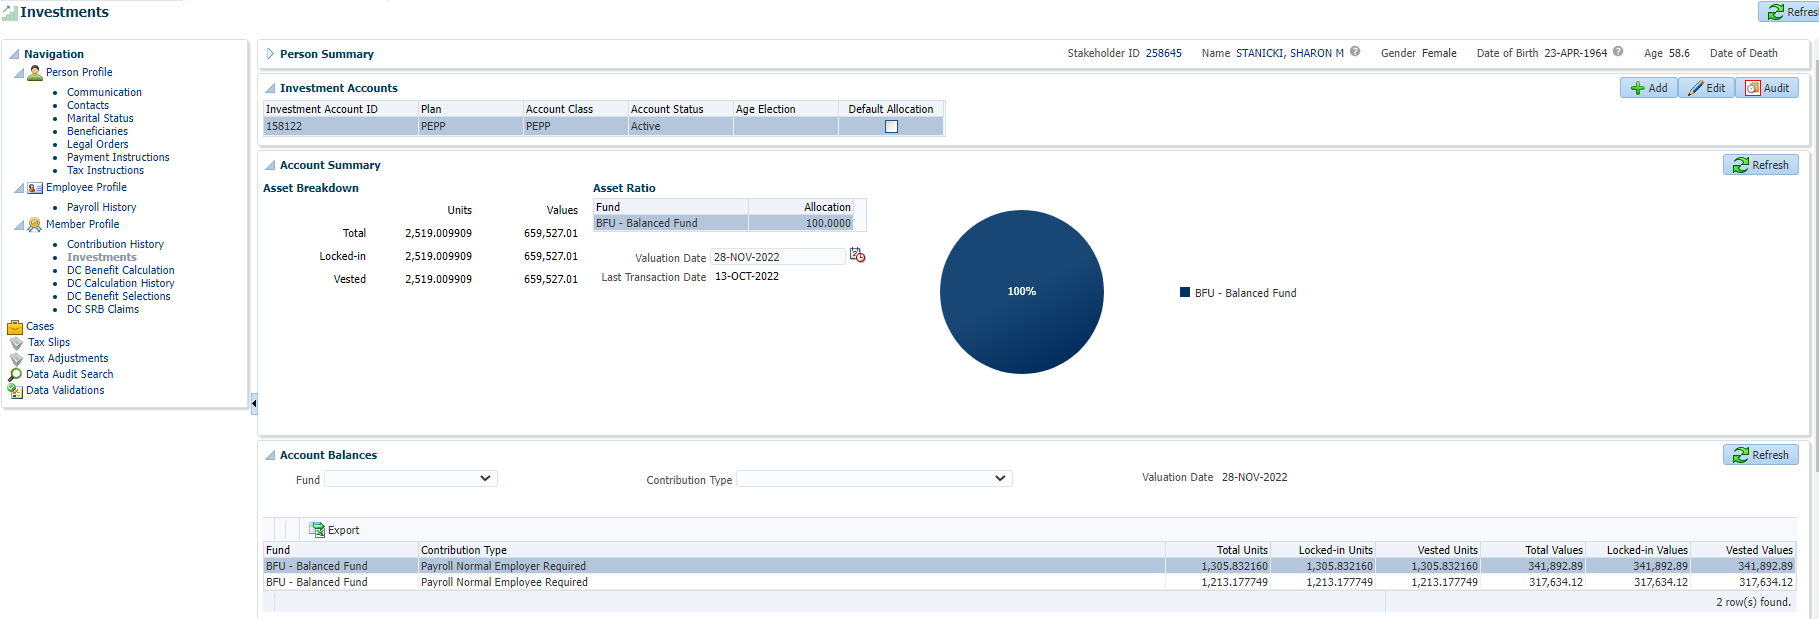 Investments
Refres
Navigation
Person Profile
Communication
Contacts
Marital Status
Beneficiaries
Legal Orders
Payment Instructions
Tax Instructions
Employee Profile
Payroll History
Member Profile
Contribution History
Investments
DC Benefit Calculation
DC Calculation History
DC Benefit Selections
DC SRB Claims
Cases
Tax Slips
Tax Adjustments
Data Audit Search
Data Validations
Person Summary Stakeholder ID 258645 Name STANICKI, SHARON M Gender Female Date of Birth 23-APR-1964 Age 58.6 Date of Death
Investment Accounts Add Edit Audit
Investment Account ID Plan Account Class Account Status Age Election Default Allocation
158122 PEPP PEPP Active
Account Summary Refresh
Asset Breakdown
Units Values
Total 2,519.009909 659,527.01
Locked-in 2,519.009909 659,527.01
Vested 2,519.009909 659,527.01
Asset Ratio
Fund Allocation
BFU - Balanced Fund 100.0000
Valuation Date 28-NOV-2022
Last Transaction Date 13-OCT-2022
100%
BFU - Balanced Fund
Account Balances Refresh
Fund Contribution Type Valuation Date 28-NOV-2022
Export
Fund Contribution Type Total Units Locked-in Units Vested Units Total Values Locked-in Values Vested Values
BFU - Balanced Fund Payroll Normal Employer Required 1,305.832160 1,305.832160 1,305.832160 341,892.89 341,892.89 341,892.89
BFU - Balanced Fund Payroll Normal Employee Required 1,213.177749 1,213.177749 1,213.177749 317,634.12 317,634.12 317,634.12
2 row(s) found.